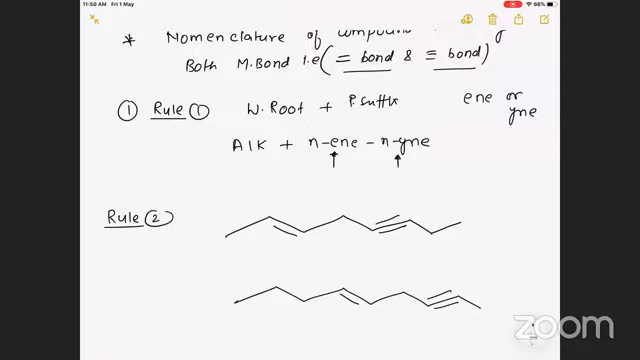 11:50 AM Fri 1 May
66%
* Nomenclature of compound
Both M.Bond i.e (= bond & ≡ bond)
① Rule ① W. Root + P. Suffix ene or yne
Alk + n-ene - n-yne
Rule ②
zoom